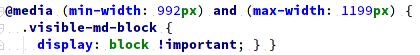 @media (min-width: 992px) and (max-width: 1199px) {
  .visible-md-block {
    display: block !important; } }